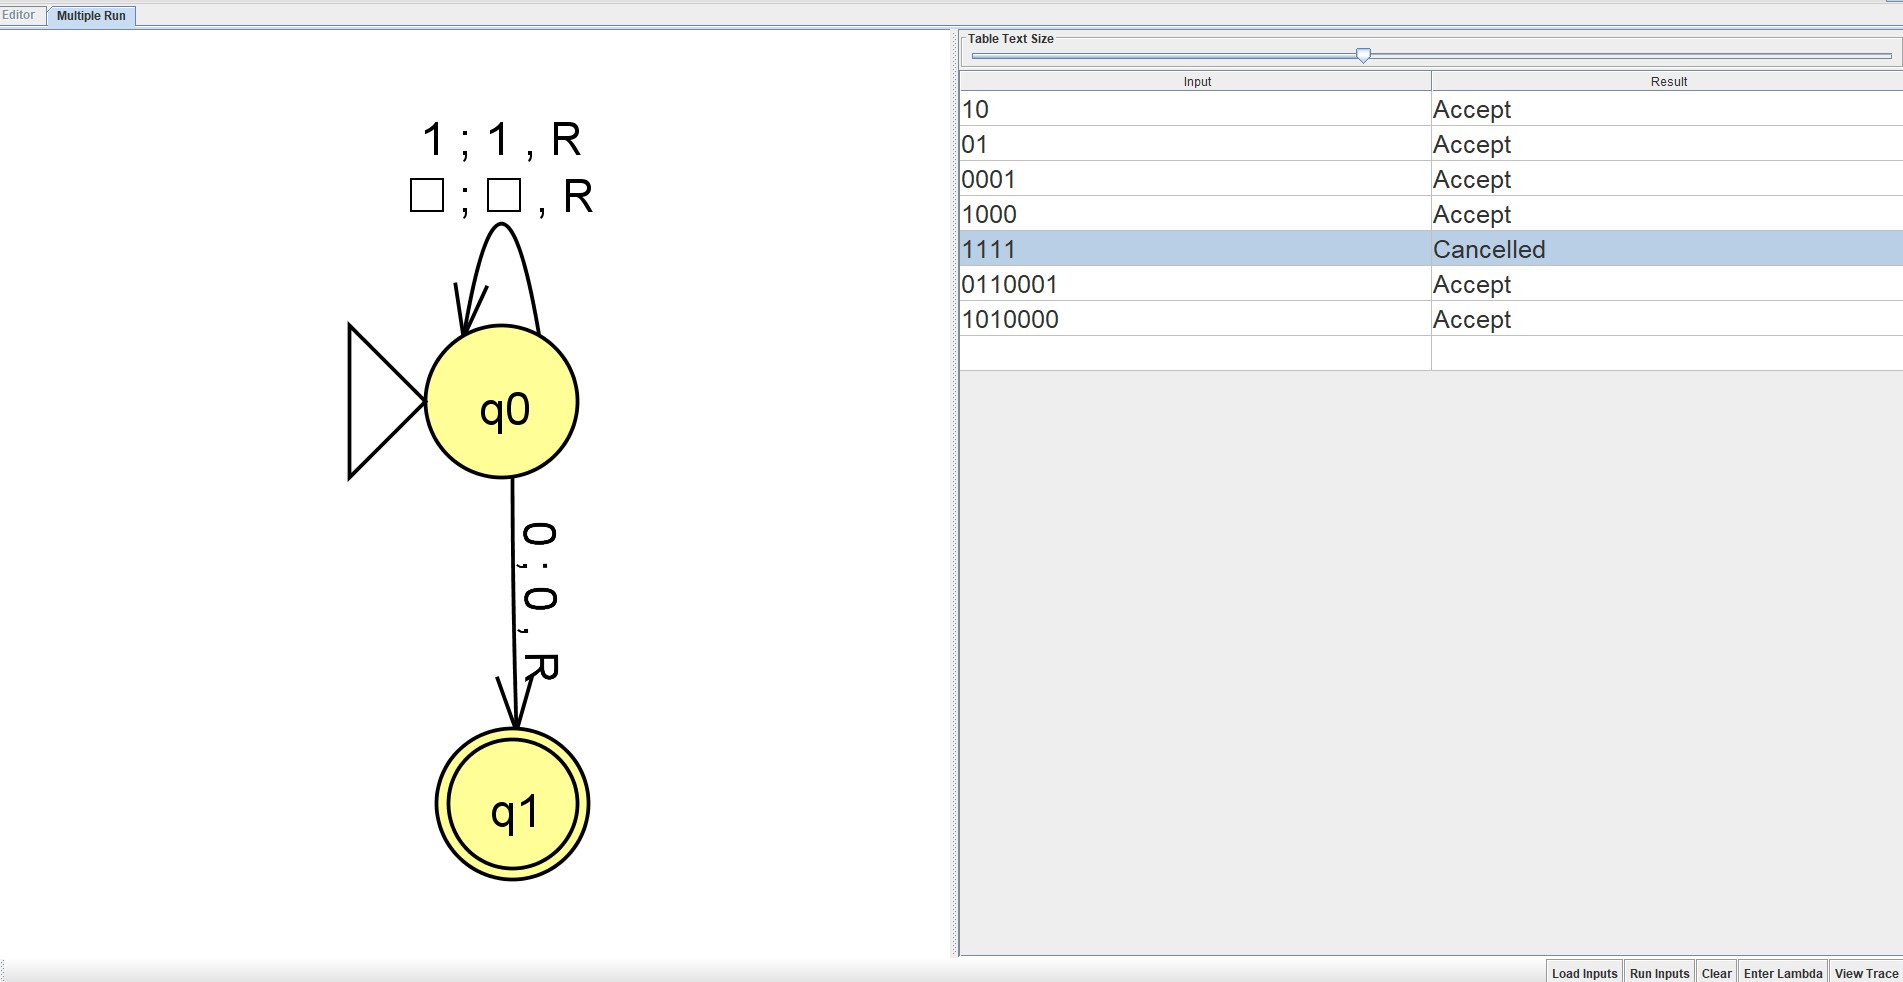 Editor
Multiple Run
1 ; 1 , R
□ ; □ , R
q0
0 ; 0 , R
q1
Table Text Size
Input Result
10 Accept
01 Accept
0001 Accept
1000 Accept
1111 Cancelled
0110001 Accept
1010000 Accept
Load Inputs Run Inputs Clear Enter Lambda View Trace